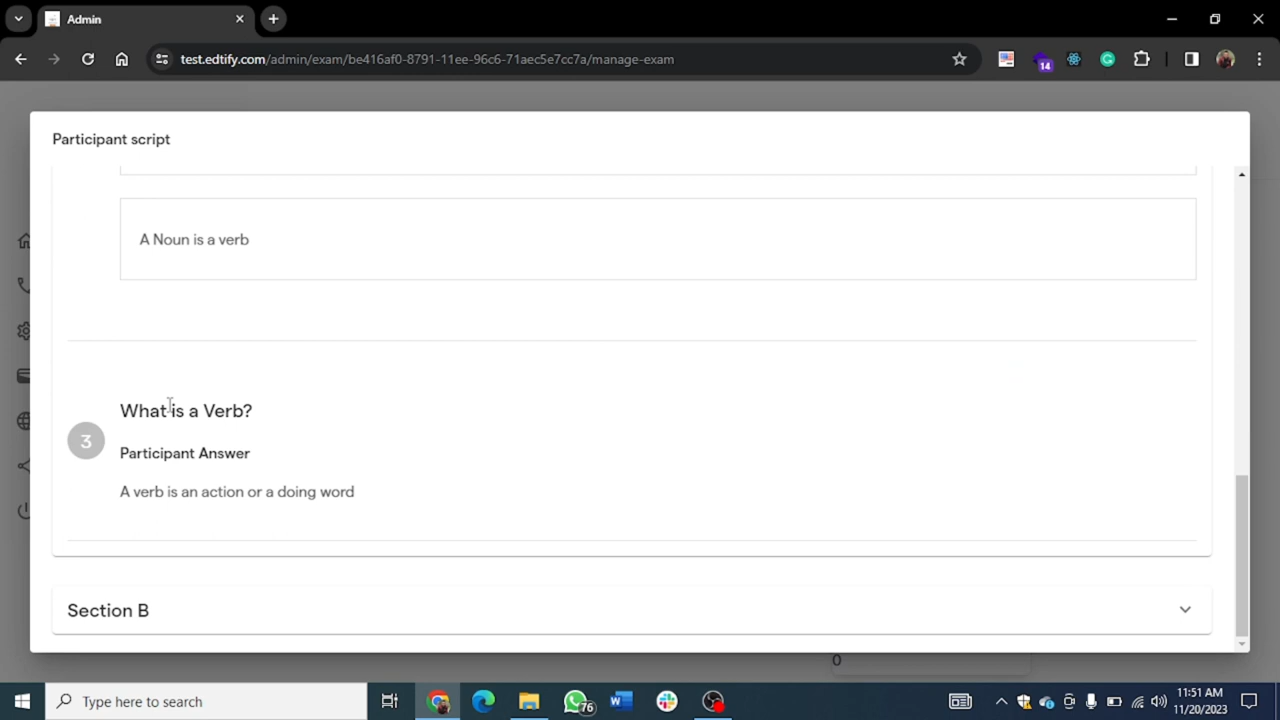 Admin
test.edtify.com/admin/exam/be416af0-8791-11ee-96c6-71aec5e7cc7a/manage-exam
14
Participant script
A Noun is a verb
What is a Verb?
3
Participant Answer
A verb is an action or a doing word
Section B
0
Type here to search
76
11:51 AM
11/20/2023